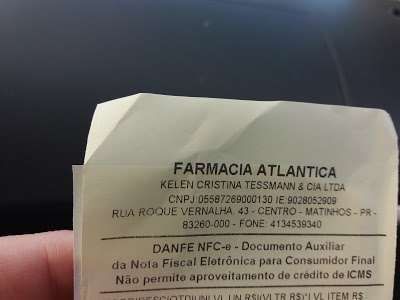 FARMACIA ATLANTICA
KELEN CRISTINA TESSMANN & CIA LTDA
CNPJ 05587269000130 IE 9028052909
RUA ROQUE VERNALHA, 43 - CENTRO - MATINHOS - PR -
83260-000 - FONE: 4134539340
DANFE NFC-e - Documento Auxiliar
da Nota Fiscal Eletrônica para Consumidor Final
Não permite aproveitamento de crédito de ICMS